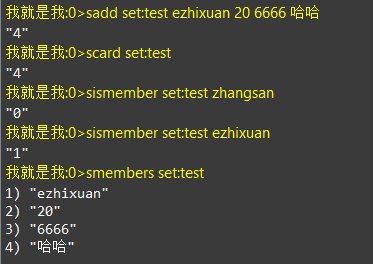 我就是我:0>sadd set:test ezhixuan 20 6666 哈哈
"4"
我就是我:0>scard set:test
"4"
我就是我:0>sismember set:test zhangsan
"0"
我就是我:0>sismember set:test ezhixuan
"1"
我就是我:0>smembers set:test
1) "ezhixuan"
2) "20"
3) "6666"
4) "哈哈"